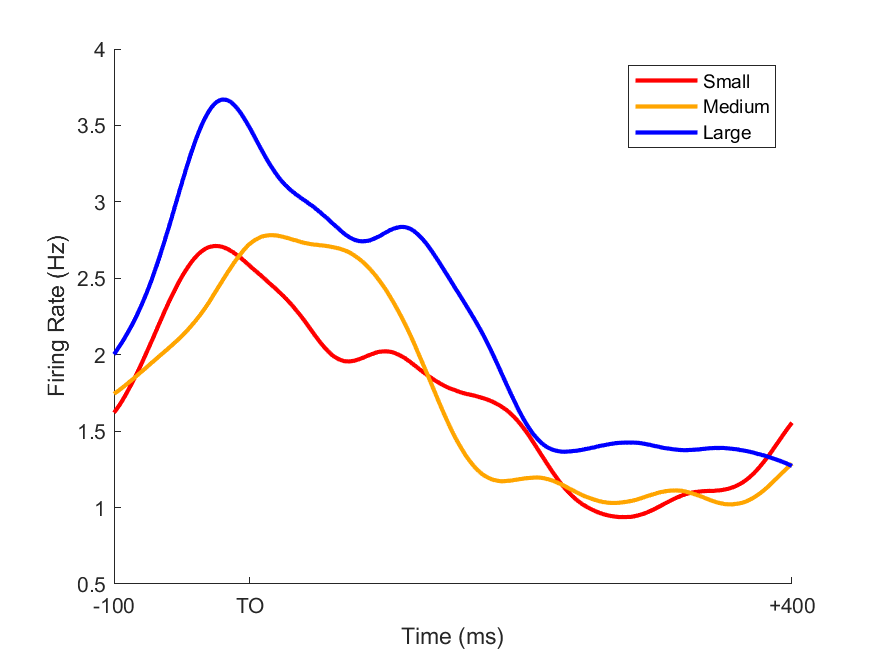 4
3.5
3
2.5
2
1.5
1
0.5
Firing Rate (Hz)
-100
TO
+400
Time (ms)
Small
Medium
Large